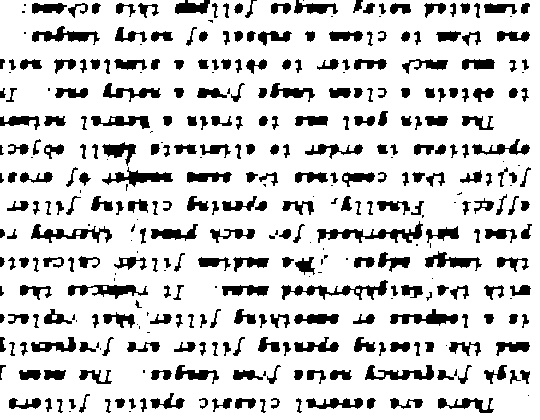 There are several classic spatial filters
high frequency noise from images. The mean
and the closing opening filter are frequently
is a lowpass or smoothing filter that replace
with the neighborhood mean. It reduces the i
the image edges. The median filter calculate
pixel neighborhood for each pixel, thereby r
effect. Finally, the opening closing filter
filter that combines the same number of eros
operations in order to eliminate small objec
The main goal was to train a neural networ
to obtain a clean image from a noisy one. In
it was much easier to obtain a simulated nois
one than to clean a subset of noisy images.
simulated noisy images follow this scheme: